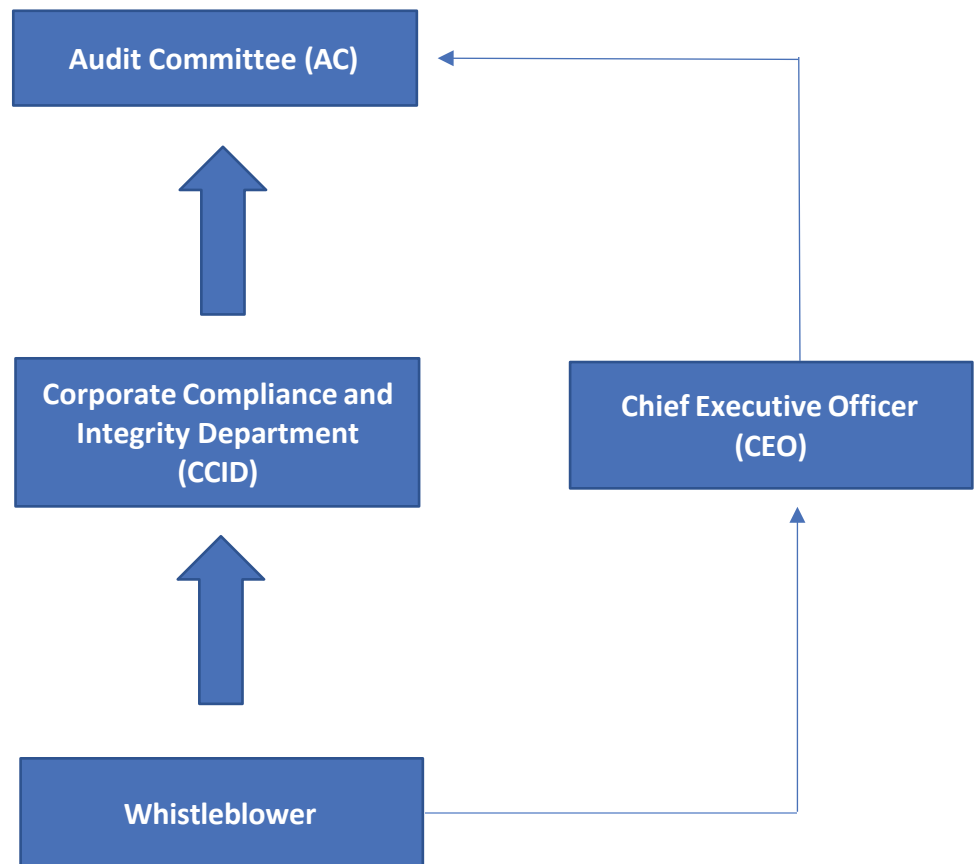 Audit Committee (AC)
Corporate Compliance and
Integrity Department
(CCID)
Chief Executive Officer
(CEO)
Whistleblower